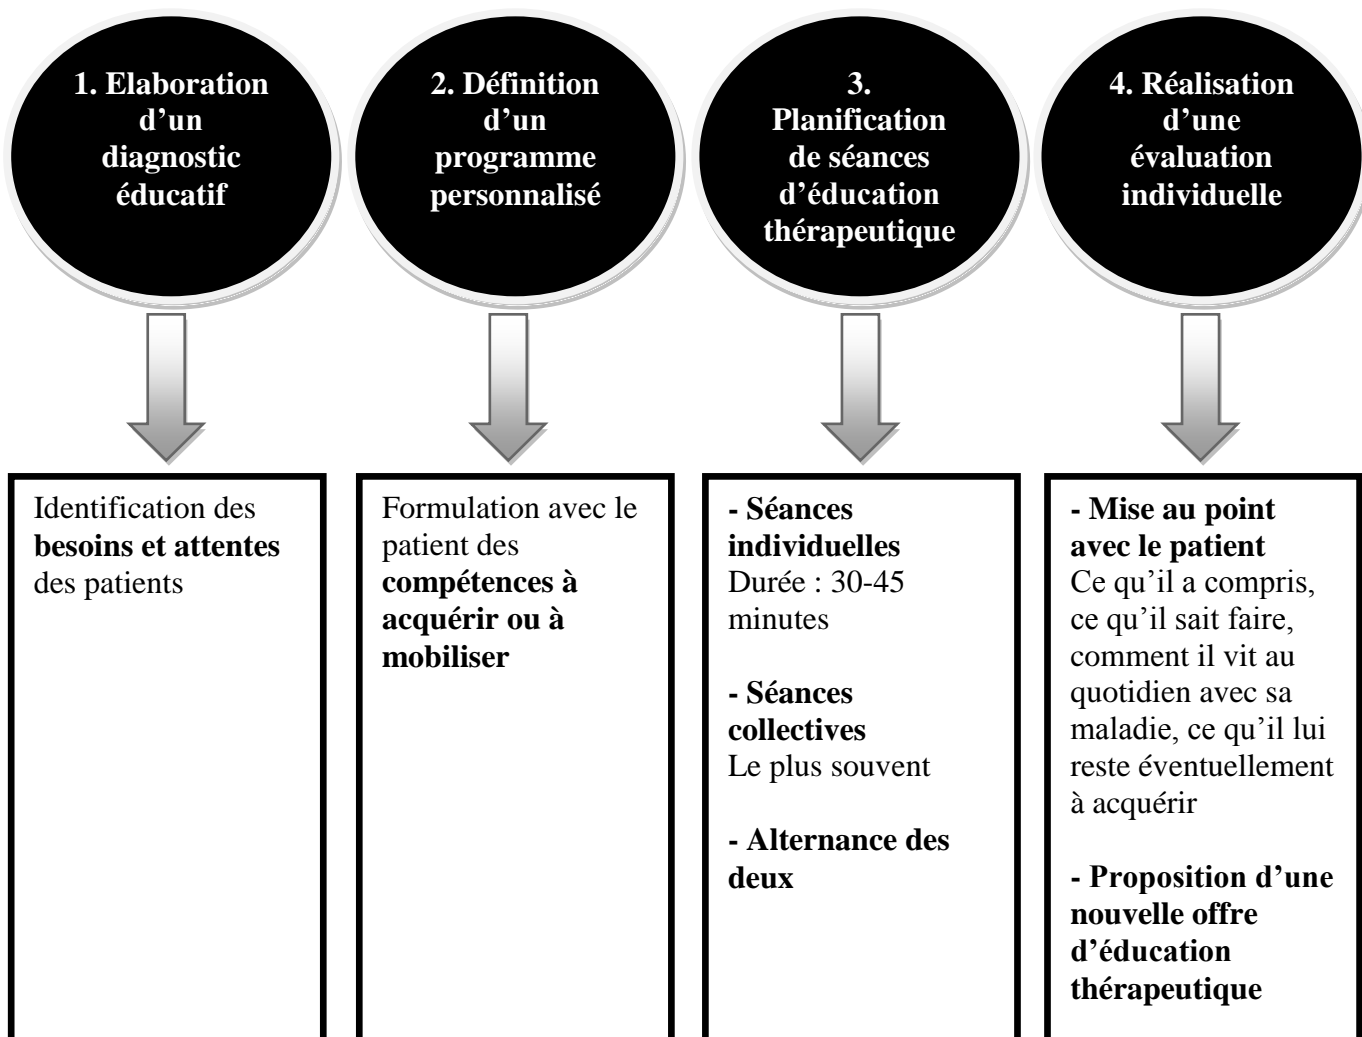 1. Elaboration
d’un
diagnostic
éducatif
2. Définition
d’un
programme
personnalisé
3.
Planification
de séances
d’éducation
thérapeutique
4. Réalisation
d’une
évaluation
individuelle
Identification des
besoins et attentes
des patients
Formulation avec le
patient des
compétences à
acquérir ou à
mobiliser
- Séances
individuelles
Durée : 30-45
minutes
- Séances
collectives
Le plus souvent
- Alternance des
deux
- Mise au point
avec le patient
Ce qu’il a compris,
ce qu’il sait faire,
comment il vit au
quotidien avec sa
maladie, ce qu’il lui
reste éventuellement
à acquérir
- Proposition d’une
nouvelle offre
d’éducation
thérapeutique